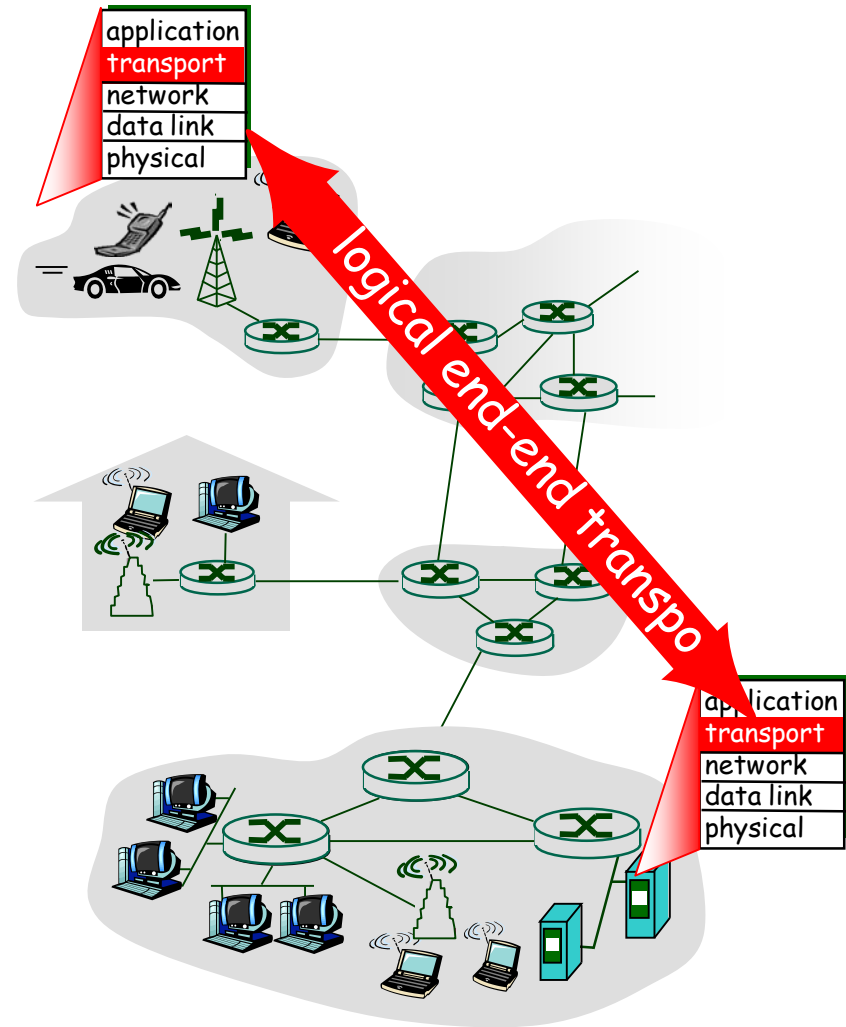 application
transport
network
data link
physical
logical end-end transpo
application
transport
network
data link
physical